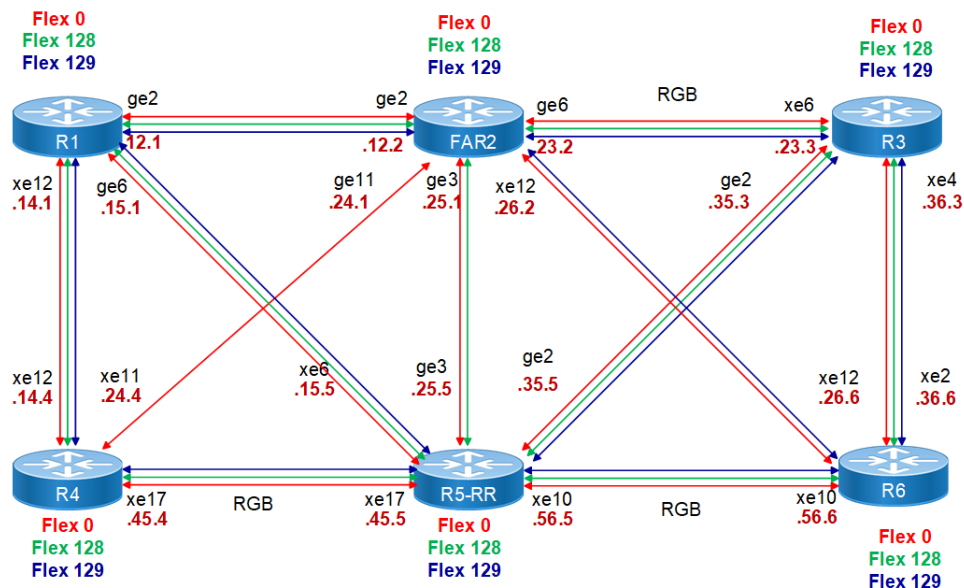 Flex 0
Flex 128
Flex 129
Flex 0
Flex 128
Flex 129
Flex 0
Flex 128
Flex 129
ge2
ge2
ge6
RGB
xe6
R1
12.1
.12.2
FAR2
23.2
.23.3
R3
xe12
.14.1
ge6
.15.1
ge11
.24.1
ge3
.25.1
xe12
.26.2
ge2
.35.3
xe4
.36.3
xe12
.14.4
xe11
.24.4
xe6
.15.5
ge3
.25.5
ge2
.35.5
xe12
.26.6
xe2
.36.6
R4
xe17
.45.4
RGB
xe17
.45.5
R5-RR
xe10
.56.5
RGB
xe10
.56.6
R6
Flex 0
Flex 128
Flex 129
Flex 0
Flex 128
Flex 129
Flex 0
Flex 128
Flex 129